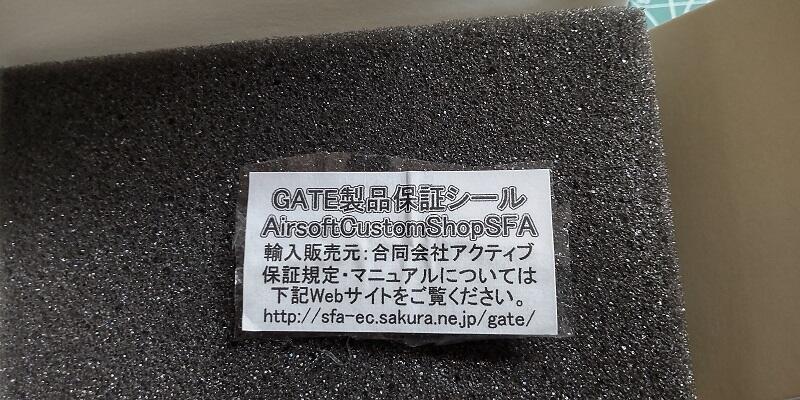 GATE製品保証シール
AirsoftCustomShopSFA
輸入販売元:合同会社アクティブ
保証規定・マニュアルについては
下記Webサイトをご覧ください。
http://sfa-ec.sakura.ne.jp/gate/